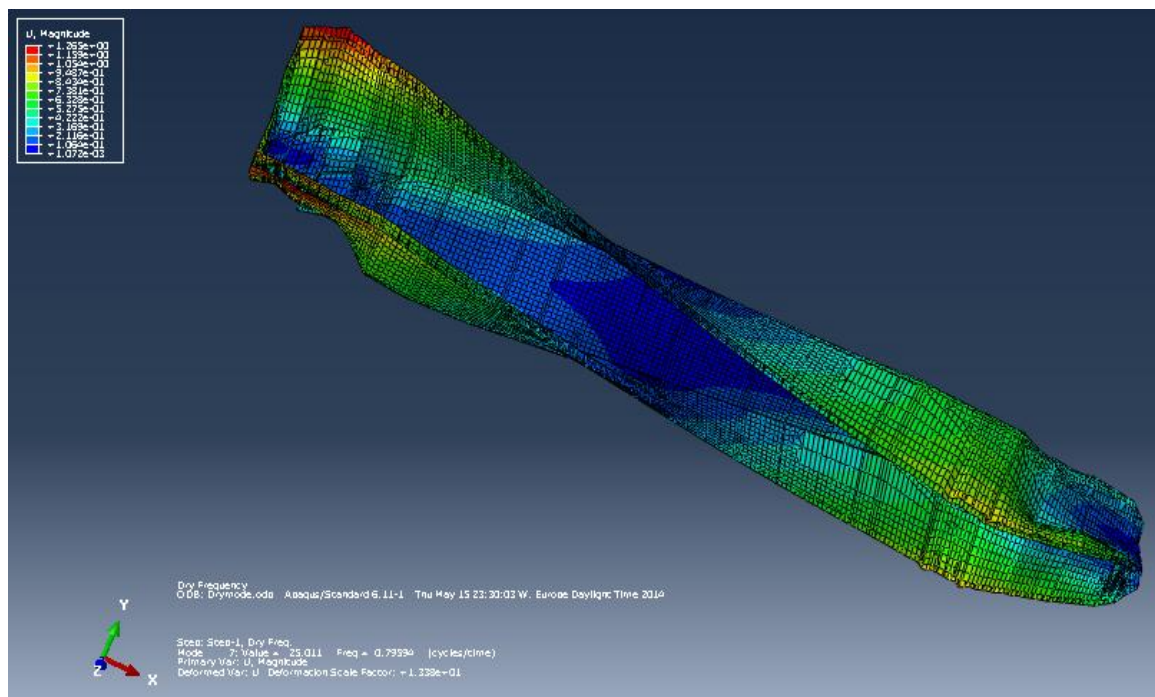 U, Magnitude
+1.265e+00
+1.159e+00
+1.054e+00
+9.487e-01
+8.434e-01
+7.381e-01
+6.328e-01
+5.275e-01
+4.222e-01
+3.169e-01
+2.116e-01
+1.064e-01
+1.072e-03
Y
Z
X
Dry Frequency
ODB: Drymode.odb Abaqus/Standard 6.11-1 Thu May 15 23:30:03 W. Europe Daylight Time 2014
Step: Step-1, Dry Freq.
Mode 7: Value = 25.011 Freq = 0.79594 (cycles/time)
Primary Var: U, Magnitude
Deformed Var: U Deformation Scale Factor: +1.338e+01